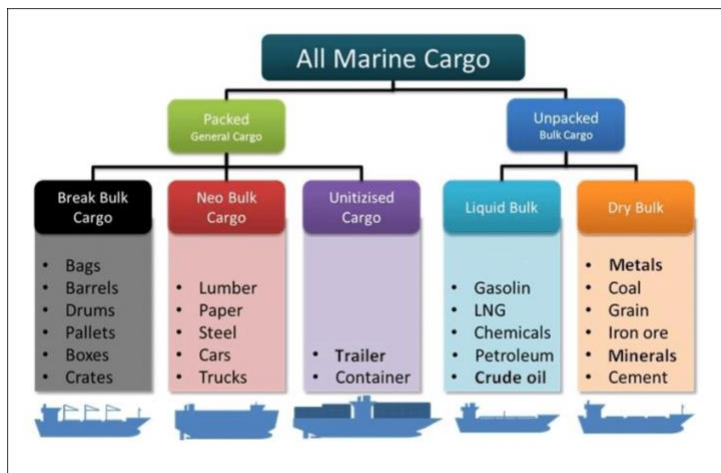 All Marine Cargo
Packed
General Cargo
Unpacked
Bulk Cargo
Break Bulk
Cargo
Neo Bulk
Cargo
Unitizised
Cargo
Liquid Bulk
Dry Bulk
• Bags
• Barrels
• Drums
• Pallets
• Boxes
• Crates
• Lumber
• Paper
• Steel
• Cars
• Trucks
• Trailer
• Container
• Gasolin
• LNG
• Chemicals
• Petroleum
• Crude oil
• Metals
• Coal
• Grain
• Iron ore
• Minerals
• Cement